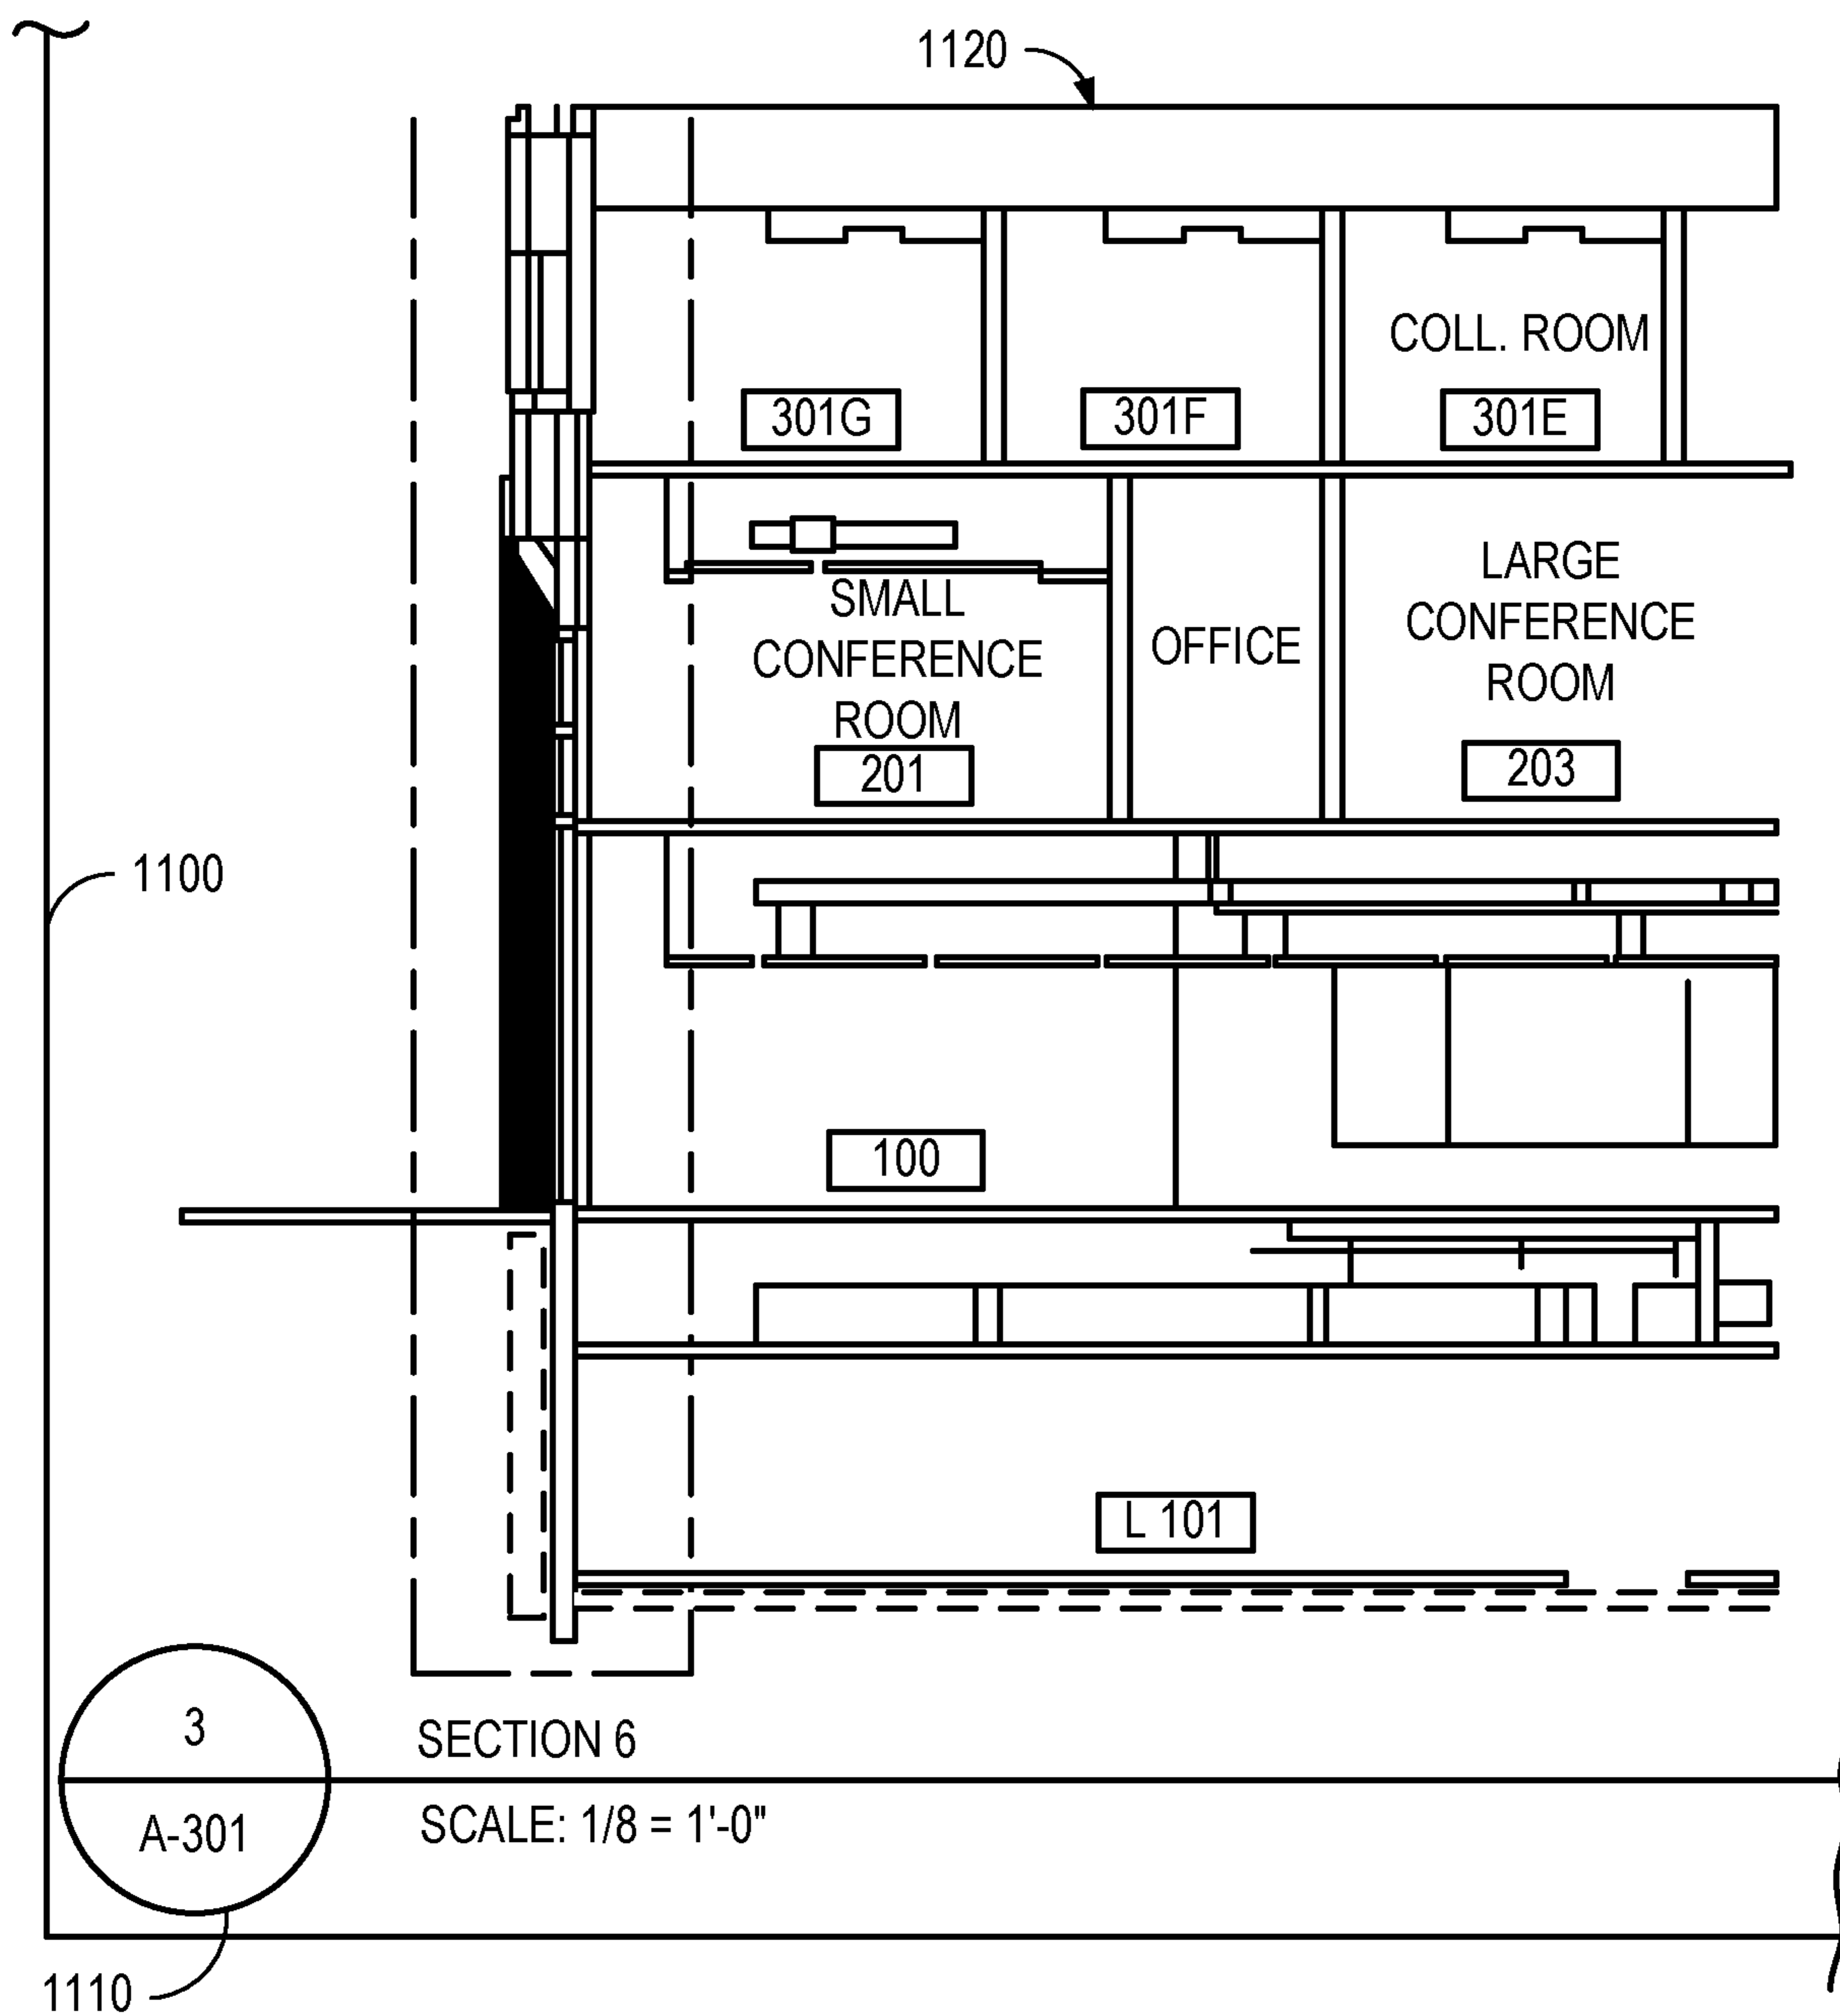 1120
COLL. ROOM
301G
301F
301E
SMALL
CONFERENCE
ROOM
201
OFFICE
LARGE
CONFERENCE
ROOM
203
1100
100
L 101
3
A-301
SECTION 6
SCALE: 1/8 = 1'-0"
1110